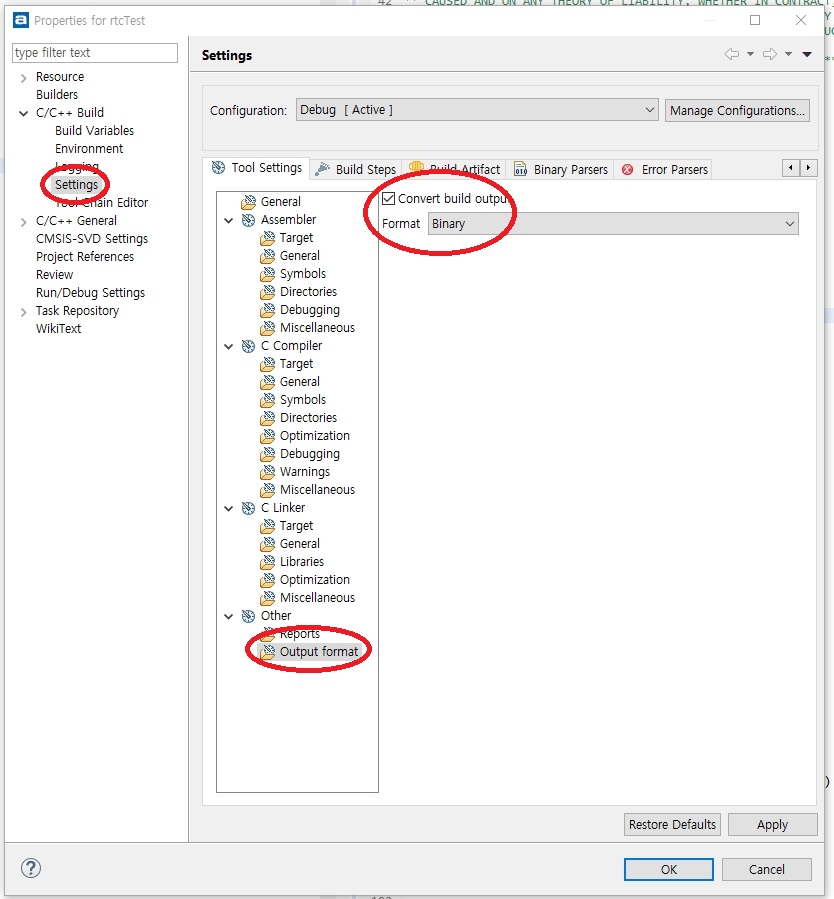 42 * CAUSED AND ON ANY THEORY OF LIABILITY, WHETHER IN CONTRACT,
Properties for rtcTest
type filter text
Resource
Builders
C/C++ Build
Build Variables
Environment
Logging
Settings
Tool Chain Editor
C/C++ General
CMSIS-SVD Settings
Project References
Review
Run/Debug Settings
Task Repository
WikiText
Settings
Configuration:
Debug [ Active ]
Manage Configurations...
Tool Settings
Build Steps
Build Artifact
Binary Parsers
Error Parsers
General
Assembler
Target
General
Symbols
Directories
Debugging
Miscellaneous
C Compiler
Target
General
Symbols
Directories
Optimization
Debugging
Warnings
Miscellaneous
C Linker
Target
General
Libraries
Optimization
Miscellaneous
Other
Reports
Output format
Convert build output
Format
Binary
Restore Defaults
Apply
OK
Cancel